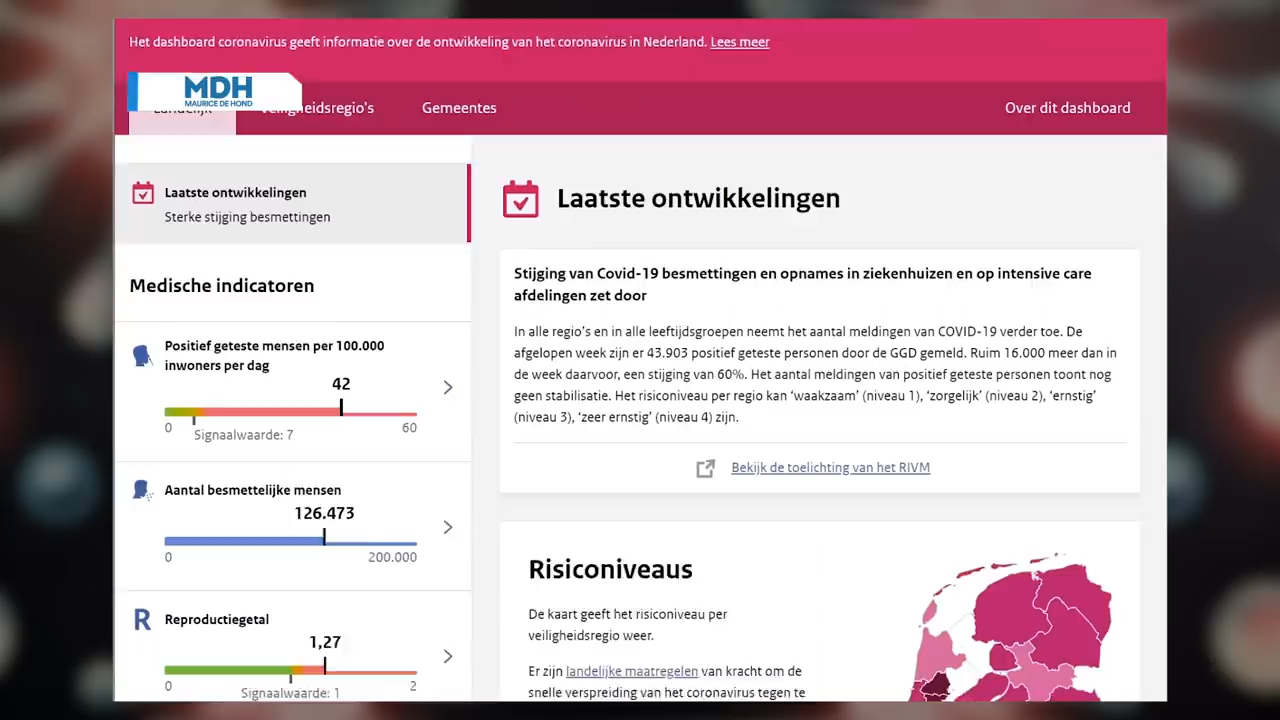 Het dashboard coronavirus geeft informatie over de ontwikkeling van het coronavirus in Nederland. Lees meer
MDH
MAURICE DE HOND
Landelijk
Veiligheidsregio's
Gemeentes
Over dit dashboard
Laatste ontwikkelingen
Sterke stijging besmettingen
Medische indicatoren
Positief geteste mensen per 100.000
inwoners per dag
42
0
60
Signaalwaarde: 7
Aantal besmettelijke mensen
126.473
0
200.000
R
Reproductiegetal
1,27
0
2
Signaalwaarde: 1
Laatste ontwikkelingen
Stijging van Covid-19 besmettingen en opnames in ziekenhuizen en op intensive care
afdelingen zet door
In alle regio's en in alle leeftijdsgroepen neemt het aantal meldingen van COVID-19 verder toe. De
afgelopen week zijn er 43.903 positief geteste personen door de GGD gemeld. Ruim 16.000 meer dan in
de week daarvoor, een stijging van 60%. Het aantal meldingen van positief geteste personen toont nog
geen stabilisatie. Het risiconiveau per regio kan 'waakzaam' (niveau 1), 'zorgelijk' (niveau 2), 'ernstig'
(niveau 3), 'zeer ernstig' (niveau 4) zijn.
Bekijk de toelichting van het RIVM
Risiconiveaus
De kaart geeft het risiconiveau per
veiligheidsregio weer.
Er zijn landelijke maatregelen van kracht om de
snelle verspreiding van het coronavirus tegen te